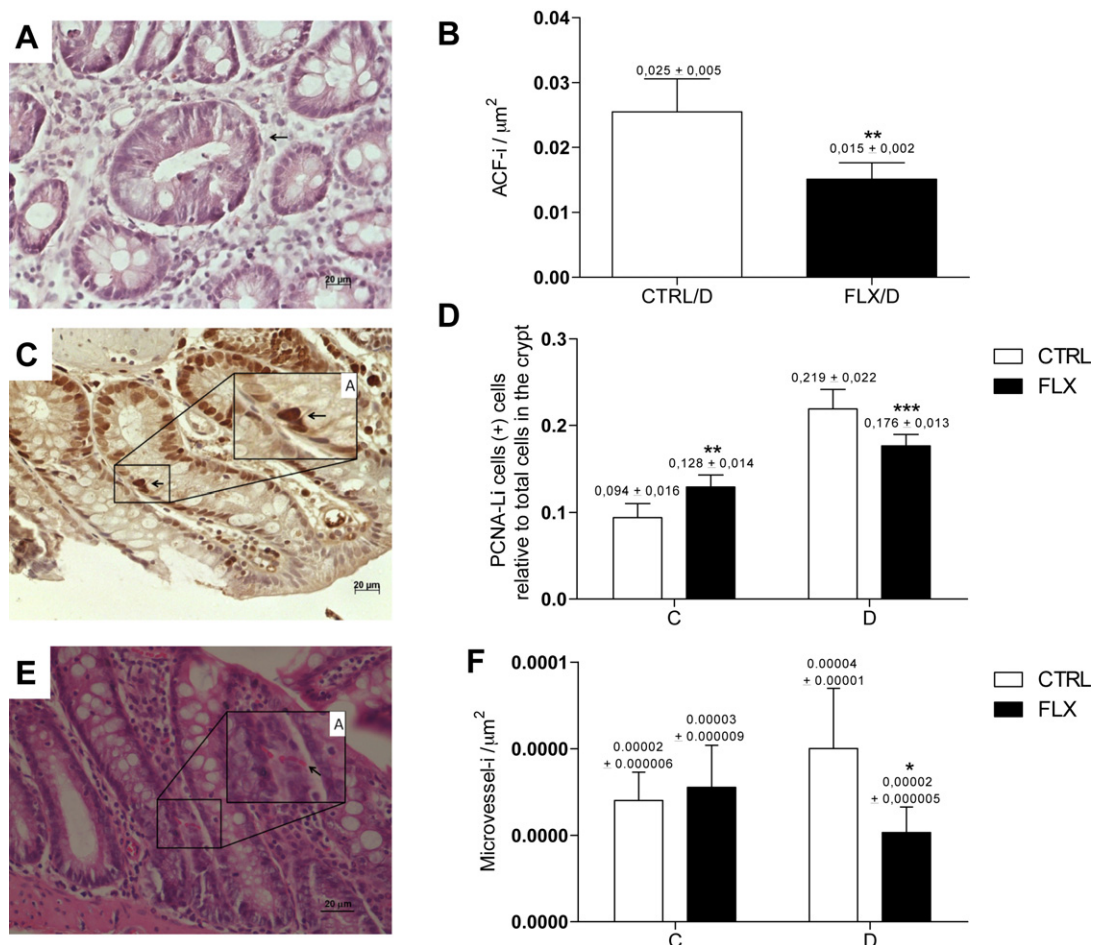 A
20 µm
B
ACF-i / µm²
0.04
0.03
0.02
0.01
0.00
0,025 ± 0,005
**
0,015 ± 0,002
CTRL/D
FLX/D
C
A
20 µm
D
PCNA-Li cells (+) cells
relative to total cells in the crypt
0.3
0.2
0.1
0.0
0,094 ± 0,016
**
0,128 ± 0,014
0,219 ± 0,022
***
0,176 ± 0,013
C
D
CTRL
FLX
E
A
20 µm
F
Microvessel-i /µm²
0.0001
0.0000
0.0000
0.0000
0.00002
± 0.000006
0.00003
± 0.000009
0.00004
± 0.00001
*
0,00002
± 0,000005
C
D
CTRL
FLX